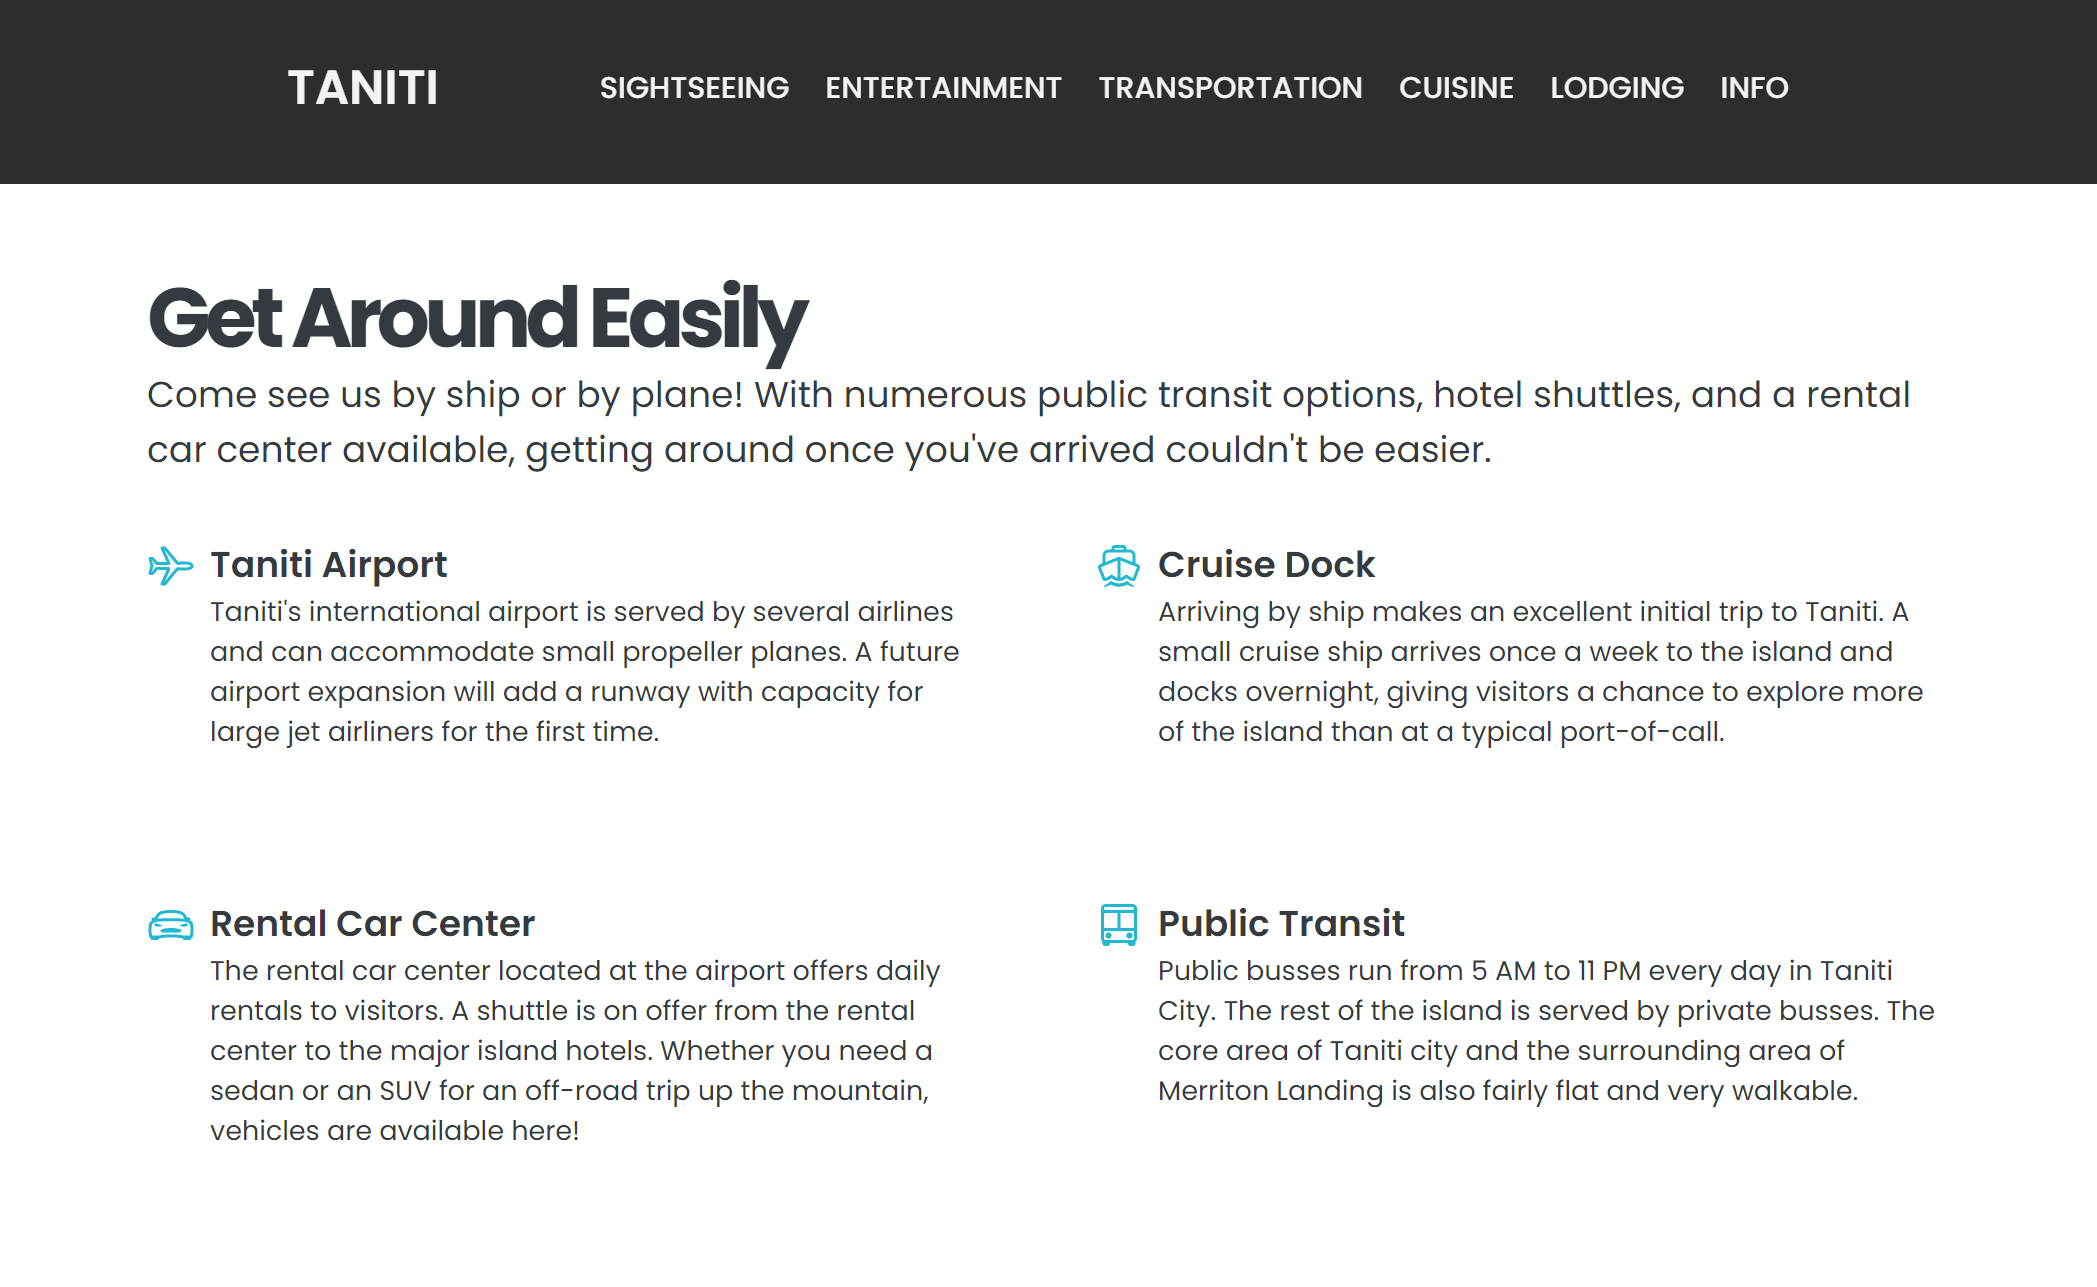 TANITI
SIGHTSEEING ENTERTAINMENT TRANSPORTATION CUISINE LODGING INFO
Get Around Easily
Come see us by ship or by plane! With numerous public transit options, hotel shuttles, and a rental
car center available, getting around once you've arrived couldn't be easier.
Taniti Airport
Taniti's international airport is served by several airlines
and can accommodate small propeller planes. A future
airport expansion will add a runway with capacity for
large jet airliners for the first time.
Cruise Dock
Arriving by ship makes an excellent initial trip to Taniti. A
small cruise ship arrives once a week to the island and
docks overnight, giving visitors a chance to explore more
of the island than at a typical port-of-call.
Rental Car Center
The rental car center located at the airport offers daily
rentals to visitors. A shuttle is on offer from the rental
center to the major island hotels. Whether you need a
sedan or an SUV for an off-road trip up the mountain,
vehicles are available here!
Public Transit
Public busses run from 5 AM to 11 PM every day in Taniti
City. The rest of the island is served by private busses. The
core area of Taniti city and the surrounding area of
Merriton Landing is also fairly flat and very walkable.